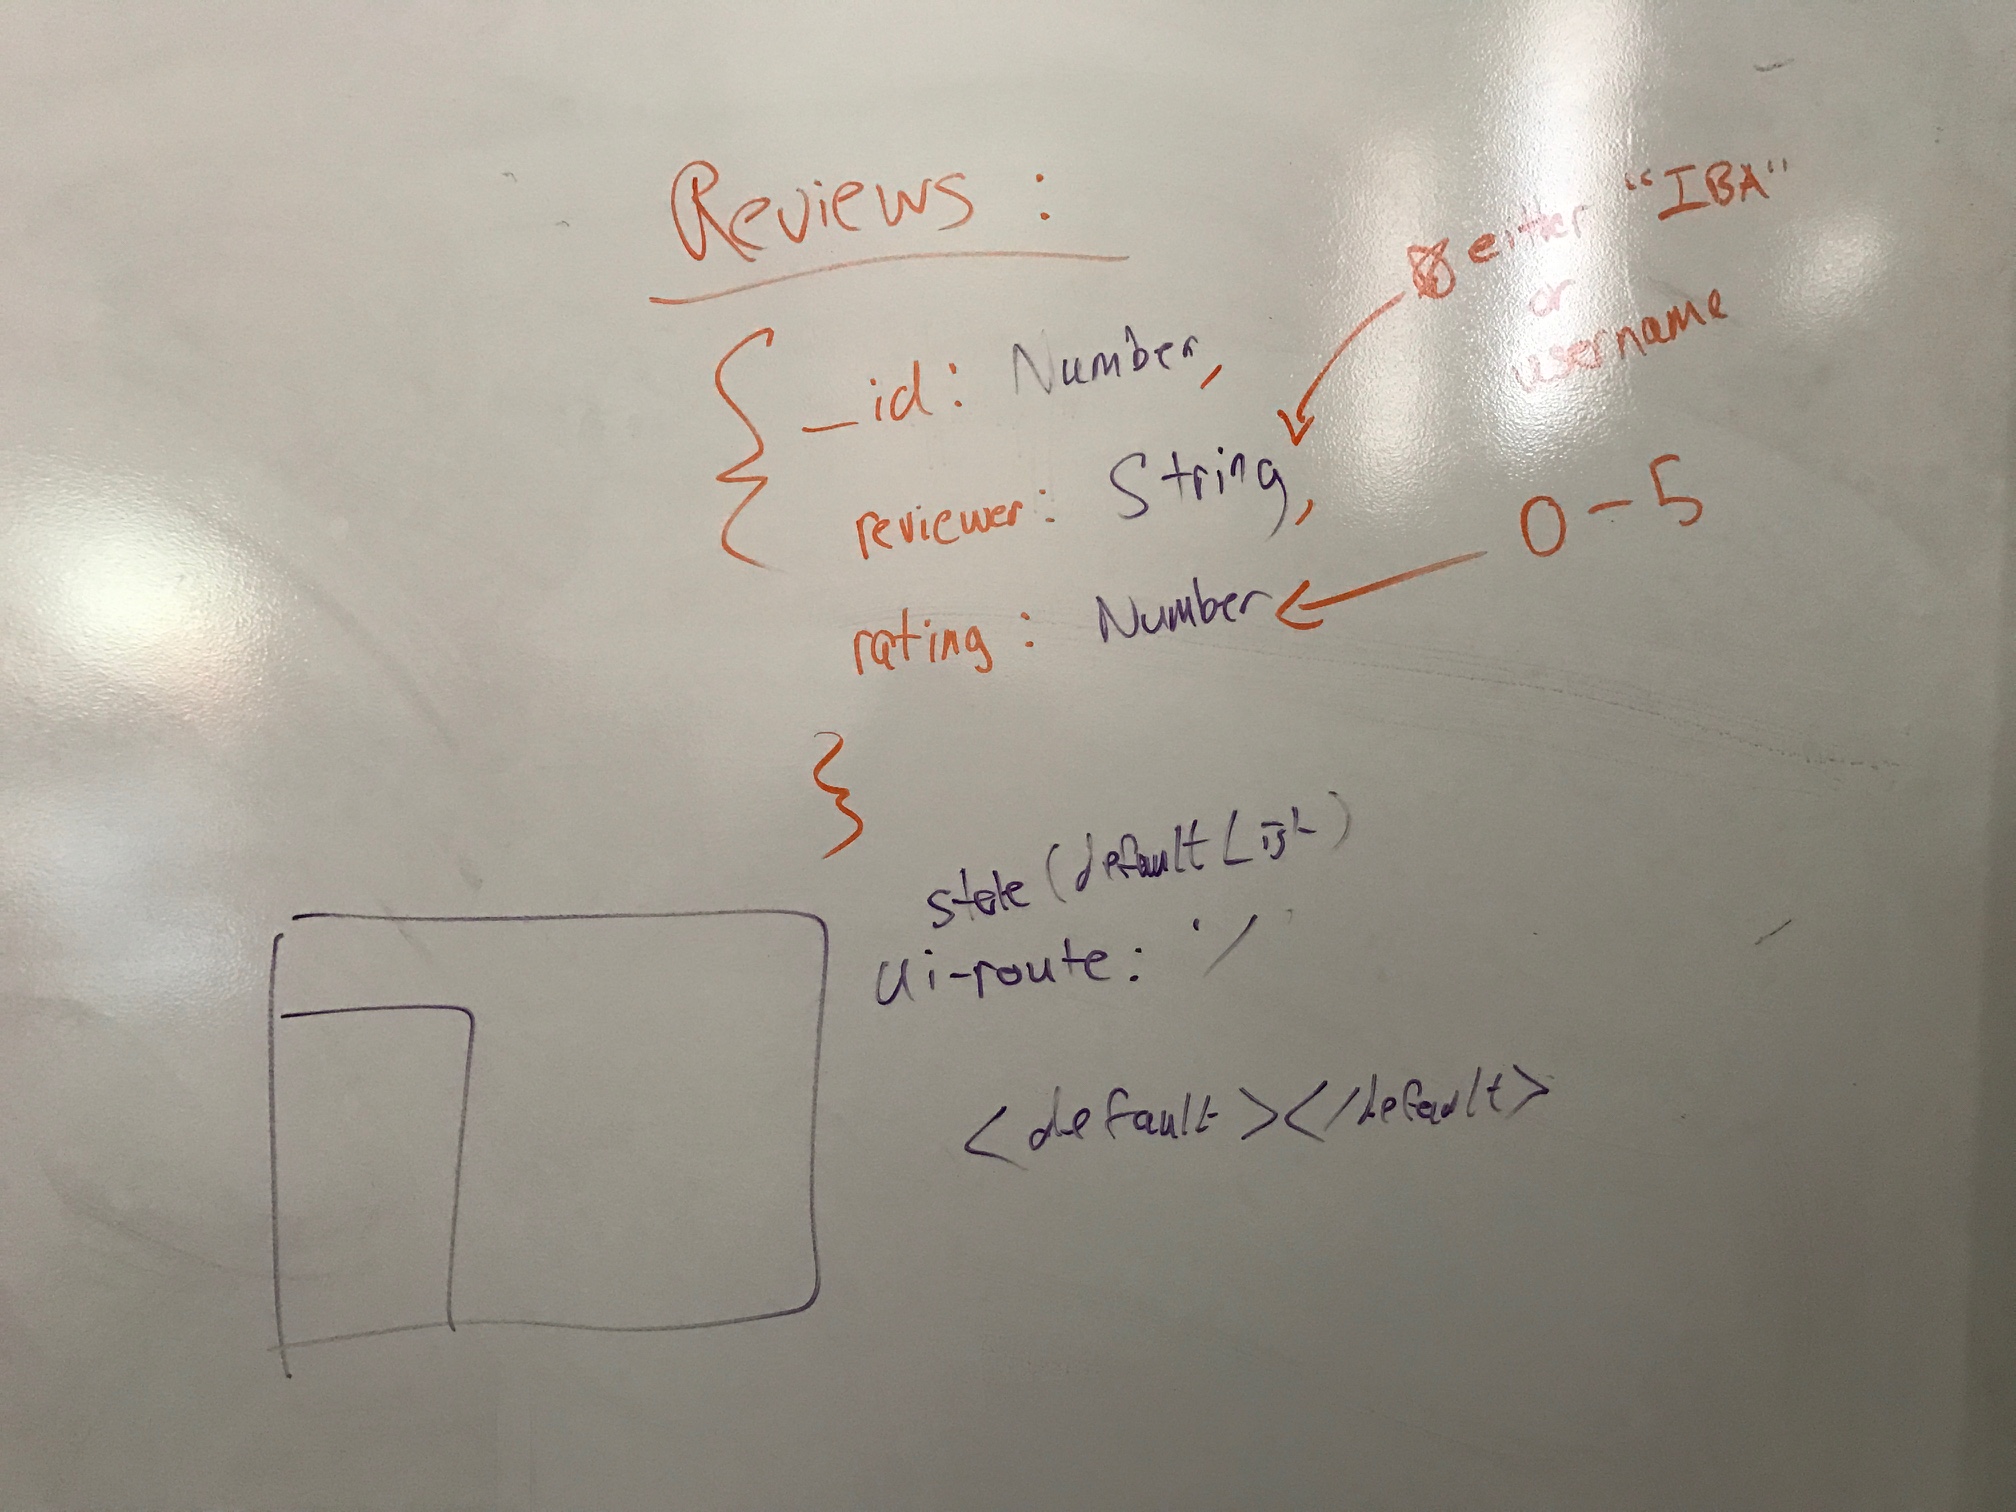 Reviews :
either "IBA"
or
username
{ _id: Number,
reviewer: String,
0-5
rating: Number
}
state(default List)
ui-route: '/'
<default></default>